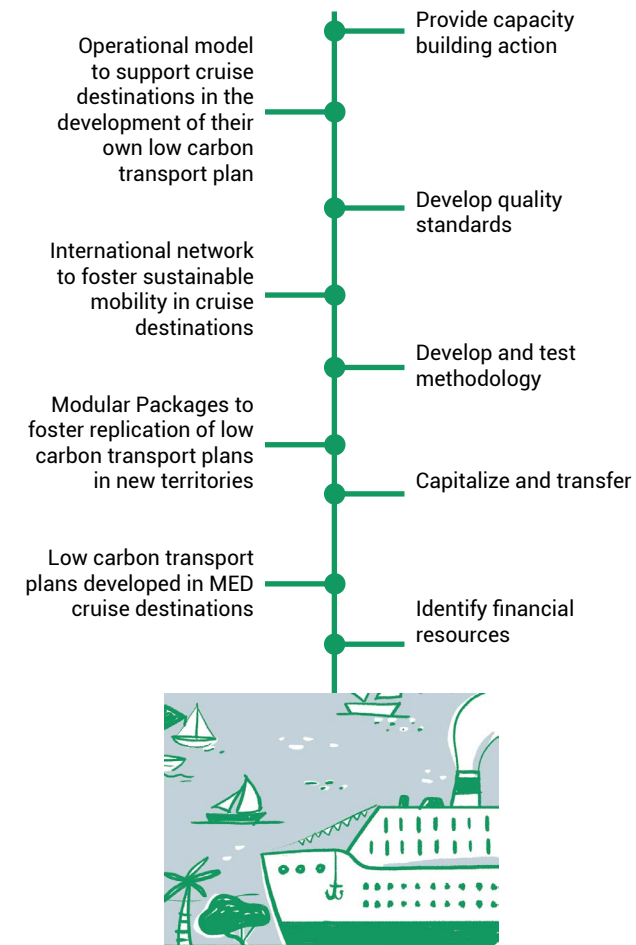 Provide capacity
building action
Operational model
to support cruise
destinations in the
development of their
own low carbon
transport plan
Develop quality
standards
International network
to foster sustainable
mobility in cruise
destinations
Develop and test
methodology
Modular Packages to
foster replication of low
carbon transport plans
in new territories
Capitalize and transfer
Low carbon transport
plans developed in MED
cruise destinations
Identify financial
resources